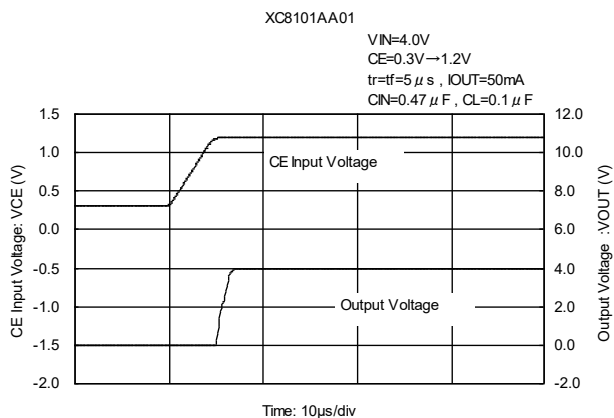 XC8101AA01
VIN=4.0V
CE=0.3V→1.2V
tr=tf=5μs , IOUT=50mA
CIN=0.47μF , CL=0.1μF
CE Input Voltage: VCE (V)
1.5
1.0
0.5
0.0
-0.5
-1.0
-1.5
-2.0
CE Input Voltage
Output Voltage
12.0
10.0
8.0
6.0
4.0
2.0
0.0
-2.0
Output Voltage :VOUT (V)
Time: 10μs/div